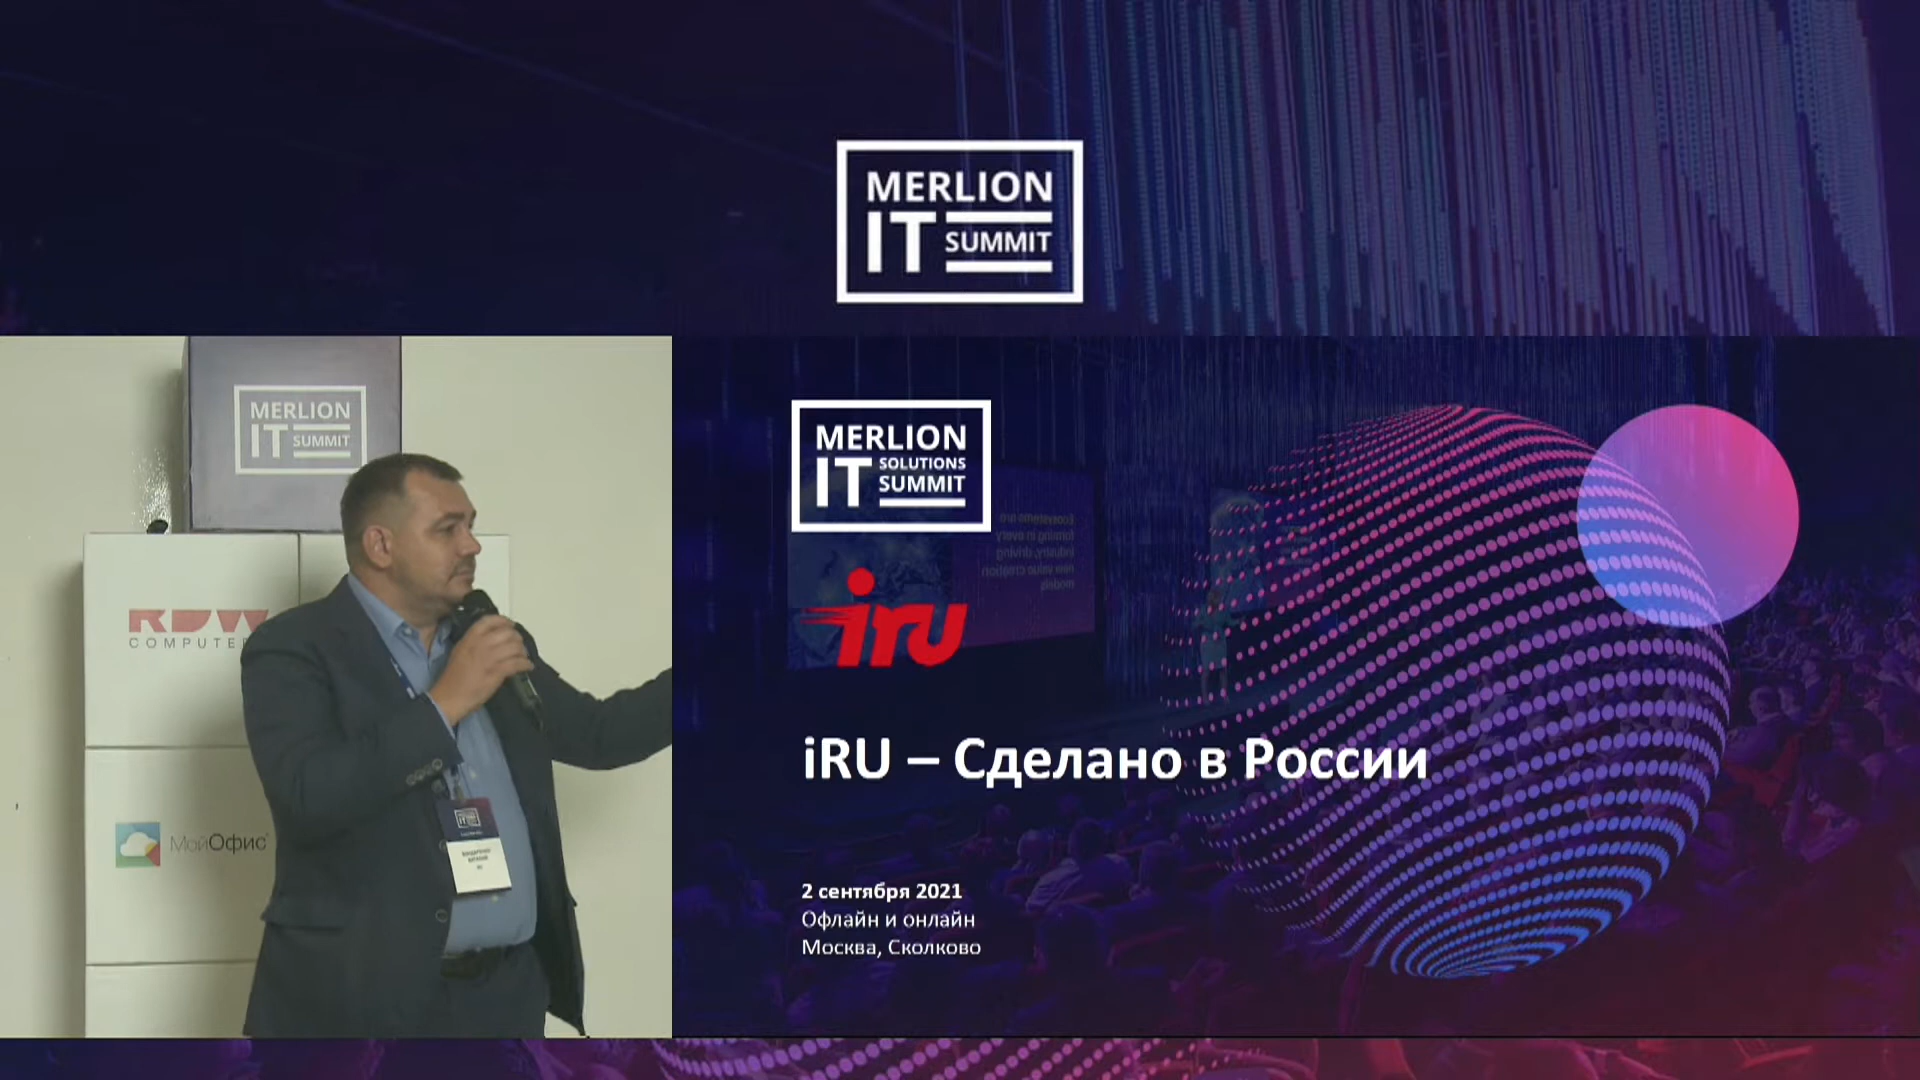 MERLION
IT SUMMIT
MERLION
IT SUMMIT
RDW
COMPUTE
МойОфис
MERLION
IT SOLUTIONS
SUMMIT
iru
iRU – Сделано в России
2 сентября 2021
Офлайн и онлайн
Москва, Сколково